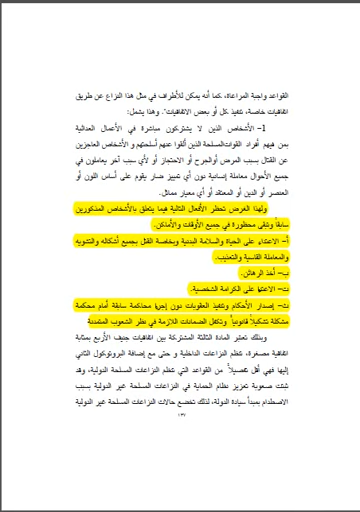 القواعد واجبة المراعاة، كما أنه يمكن للأطراف في مثل هذا النزاع عن طريق
اتفاقيات خاصة، تنفيذ كل أو بعض الاتفاقيات". وهذا يشمل:
1- الأشخاص الذين لا يشتركون مباشرة في الأعمال العدائية
بمن فيهم أفراد القوات المسلحة الذين ألقوا عنهم أسلحتهم و الأشخاص العاجزين
عن القتال بسبب المرض أو الجرح أو الاحتجاز أو لأي سبب آخر يعاملون في
جميع الأحوال معاملة إنسانية دون أي تمييز ضار يقوم على أساس اللون أو
العنصر أو الدين أو المعتقد أو أي معيار مماثل.
ولهذا الغرض تحظر الأفعال التالية فيما يتعلق بالأشخاص المذكورين
سابقا وتبقى محظورة في جميع الأوقات والأماكن.
أ- الاعتداء على الحياة والسلامة البدنية وبخاصة القتل بجميع أشكاله والتشويه
والمعاملة القاسية والتعذيب.
ب- أخذ الرهائن.
ت- الاعتداء على الكرامة الشخصية.
ث- إصدار الأحكام وتنفيذ العقوبات دون إجراء محاكمة سابقة أمام محكمة
مشكلة تشكيلاً قانونياً وتكفل الضمانات اللازمة في نظر الشعوب المتمدنة
وبذلك تعتبر المادة الثالثة المشتركة بين اتفاقيات جنيف الأربع بمثابة
اتفاقية مصغرة، تنظم النزاعات الداخلية و حتى مع إضافة البروتوكول الثاني
إليها فهي أقل تفصيلاً من القواعد التي تنظم النزاعات المسلحة الدولية، وقد
ثبتت صعوبة تعزيز نظام الحماية في النزاعات المسلحة غير الدولية بسبب
الاصطدام بمبدأ سيادة الدولة، لذلك تخضع حالات النزاعات المسلحة غير الدولية
١٣٧